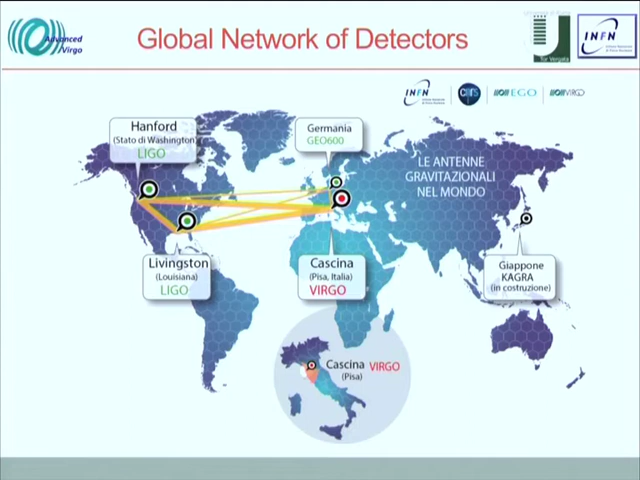 Advanced
Virgo
Global Network of Detectors
Tor Vergata
INFN
INFN
cnrs
EGO
VIRGO
Hanford
(Stato di Washington)
LIGO
Germania
GEO600
LE ANTENNE
GRAVITAZIONALI
NEL MONDO
Livingston
(Louisiana)
LIGO
Cascina
(Pisa, Italia)
VIRGO
Giappone
KAGRA
(in costruzione)
Cascina VIRGO
(Pisa)